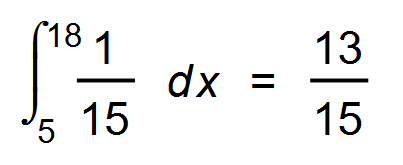 ∫₅¹⁸ 1/15 dx = 13/15